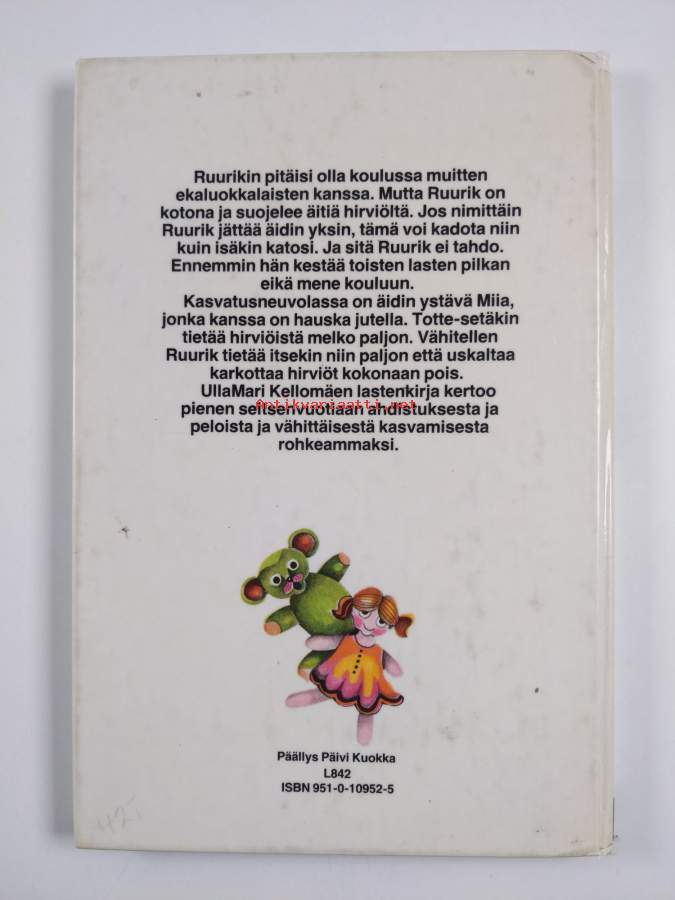 Ruurikin pitäisi olla koulussa muitten
ekaluokkalaisten kanssa. Mutta Ruurik on
kotona ja suojelee äitiä hirviöltä. Jos nimittäin
Ruurik jättää äidin yksin, tämä voi kadota niin
kuin isäkin katosi. Ja sitä Ruurik ei tahdo.
Ennemmin hän kestää toisten lasten pilkan
eikä mene kouluun.
Kasvatusneuvolassa on äidin ystävä Miia,
jonka kanssa on hauska jutella. Totte-setäkin
tietää hirviöistä melko paljon. Vähitellen
Ruurik tietää itsekin niin paljon että uskaltaa
karkottaa hirviöt kokonaan pois.
UllaMari Kellomäen lastenkirja kertoo
Antikvariaatti.net
pienen seitsenvuotiaan ahdistuksesta ja
peloista ja vähittäisestä kasvamisesta
rohkeammaksi.
Päällys Päivi Kuokka
L842
ISBN 951-0-10952-5
42,-